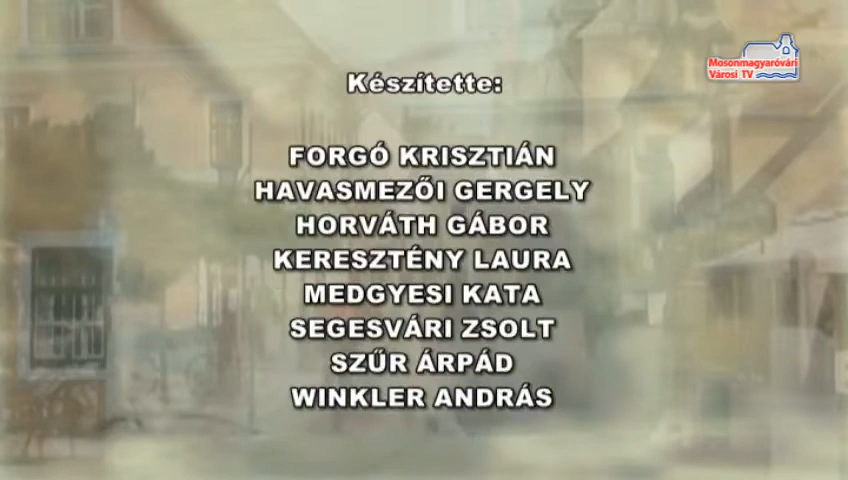 Mosonmagyaróvári
Városi TV
Készítette:
FORGÓ KRISZTIÁN
HAVASMEZŐI GERGELY
HORVÁTH GÁBOR
KERESZTÉNY LAURA
MEDGYESI KATA
SEGESVÁRI ZSOLT
SZŰR ÁRPÁD
WINKLER ANDRÁS